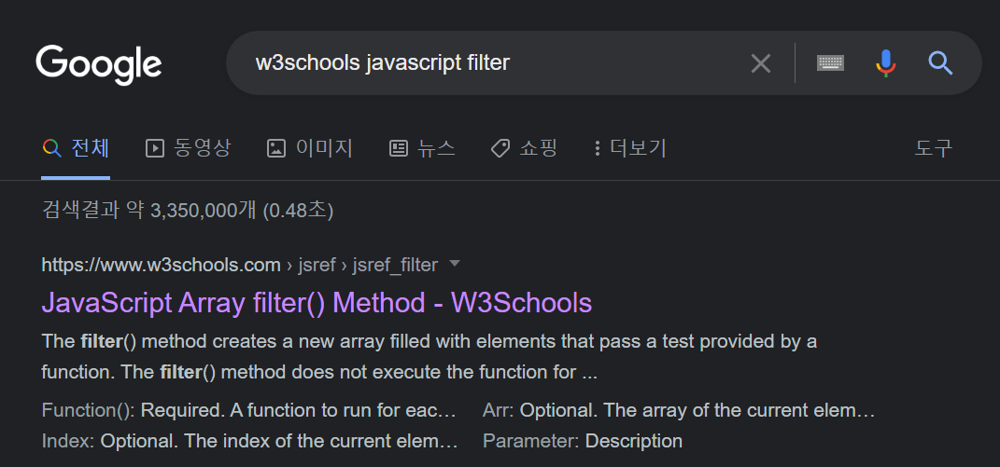 Google
w3schools javascript filter
전체 동영상 이미지 뉴스 쇼핑 더보기 도구
검색결과 약 3,350,000개 (0.48초)
https://www.w3schools.com › jsref › jsref_filter
JavaScript Array filter() Method - W3Schools
The filter() method creates a new array filled with elements that pass a test provided by a
function. The filter() method does not execute the function for ...
Function(): Required. A function to run for eac… Arr: Optional. The array of the current elem…
Index: Optional. The index of the current elem… Parameter: Description